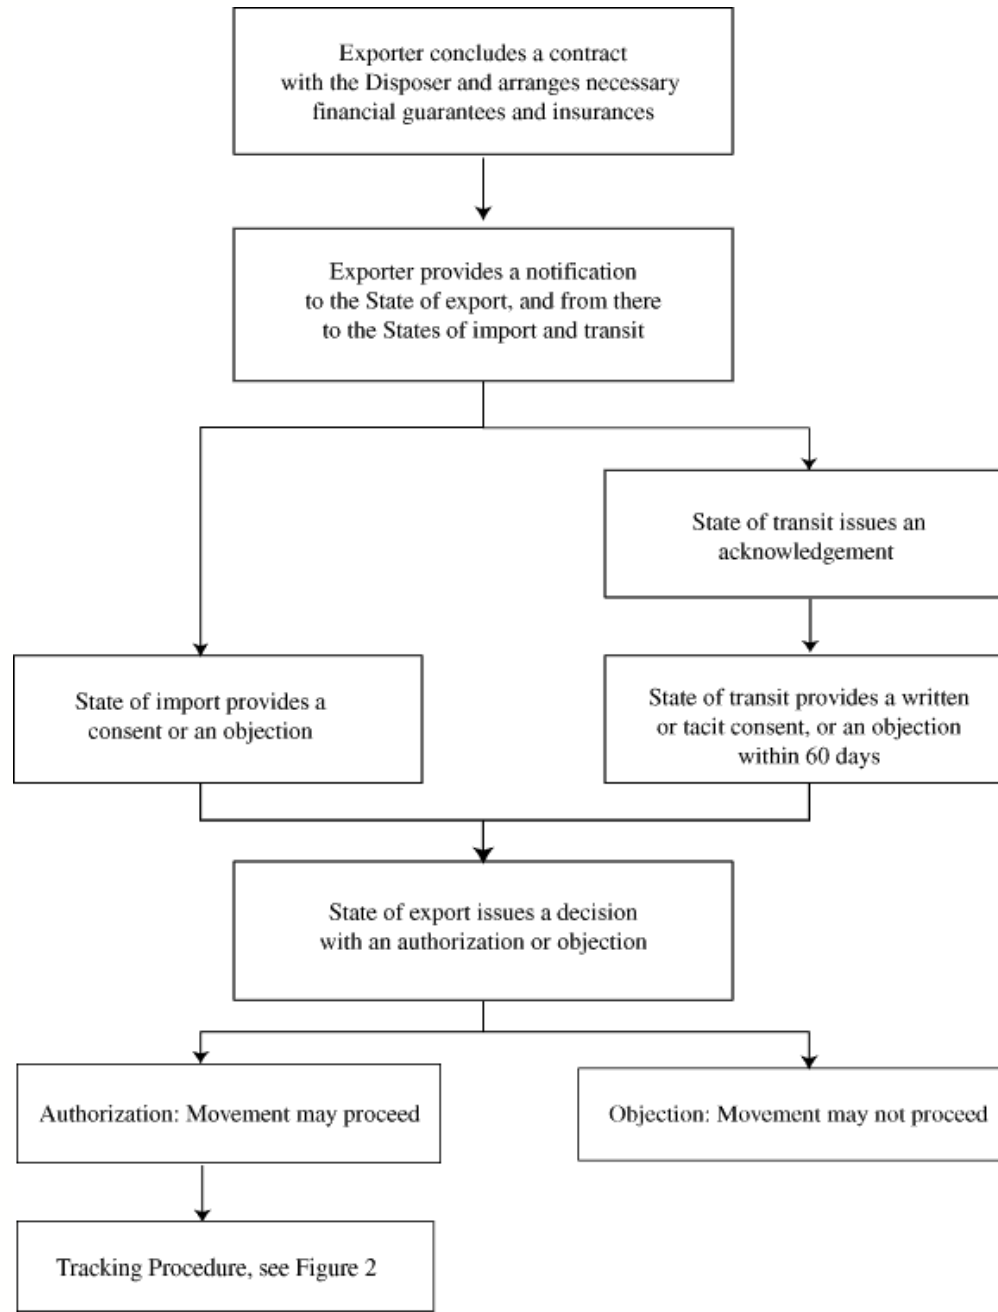 Exporter concludes a contract
with the Disposer and arranges necessary
financial guarantees and insurances
Exporter provides a notification
to the State of export, and from there
to the States of import and transit
State of transit issues an
acknowledgement
State of import provides a
consent or an objection
State of transit provides a written
or tacit consent, or an objection
within 60 days
State of export issues a decision
with an authorization or objection
Authorization: Movement may proceed
Objection: Movement may not proceed
Tracking Procedure, see Figure 2